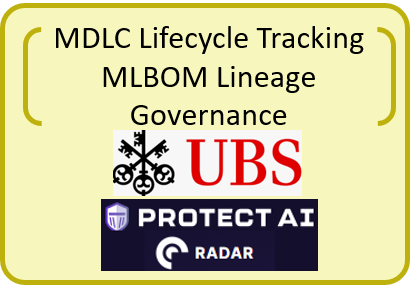 MDLC Lifecycle Tracking
MLBOM Lineage
Governance
UBS
PROTECT AI
RADAR